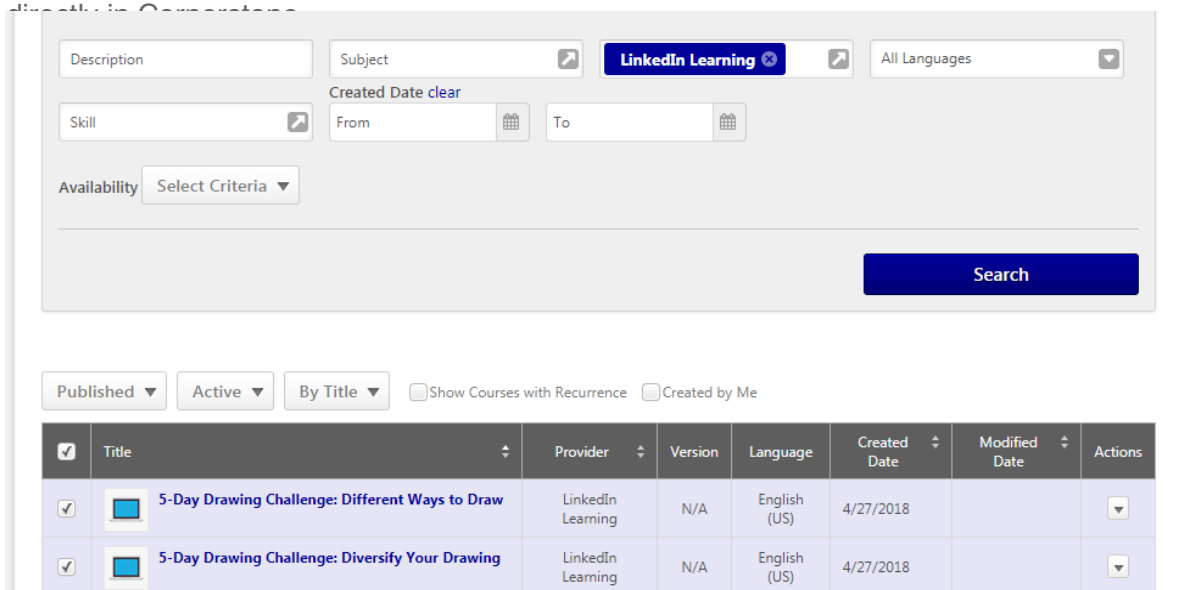 directly in Cornerstone
Description Subject LinkedIn Learning All Languages
Created Date clear
Skill From To
Availability Select Criteria
Search
Published Active By Title Show Courses with Recurrence Created by Me
Title Provider Version Language Created Date Modified Date Actions
5-Day Drawing Challenge: Different Ways to Draw LinkedIn Learning N/A English (US) 4/27/2018
5-Day Drawing Challenge: Diversify Your Drawing LinkedIn Learning N/A English (US) 4/27/2018